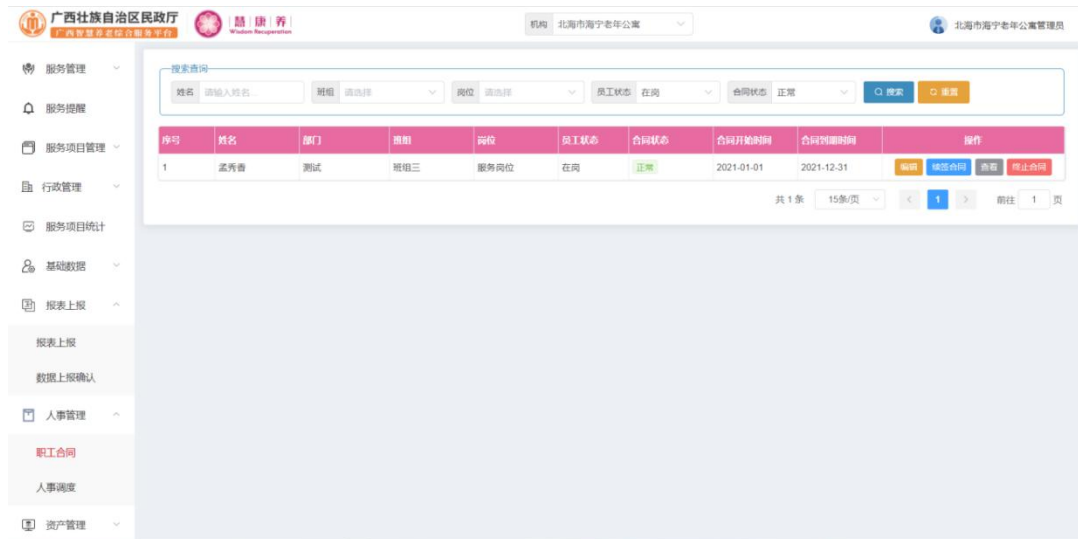 广西壮族自治区民政厅
广西智慧养老综合服务平台
慧 康 养
Wisdom Recuperation
机构 北海市海宁老年公寓
北海市海宁老年公寓管理员
服务管理
服务提醒
服务项目管理
行政管理
服务项目统计
基础数据
报表上报
报表上报
数据上报确认
人事管理
职工合同
人事调度
资产管理
搜索查询
姓名 请输入姓名... 班组 请选择 岗位 请选择 员工状态 在岗 合同状态 正常 搜索 重置
序号 姓名 部门 班组 岗位 员工状态 合同状态 合同开始时间 合同到期时间 操作
1 孟秀香 测试 班组三 服务岗位 在岗 正常 2021-01-01 2021-12-31 编辑 续签合同 查看 终止合同
共 1 条 15条/页 1 前往 1 页